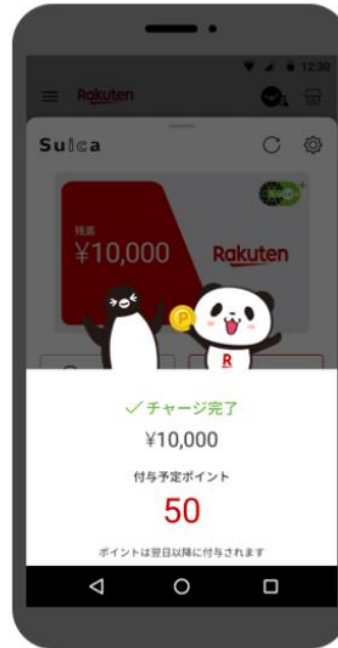 12:30
Rakuten
Suica
残高
¥10,000
Rakuten
P
R
チャージ完了
¥10,000
付与予定ポイント
50
ポイントは翌日以降に付与されます